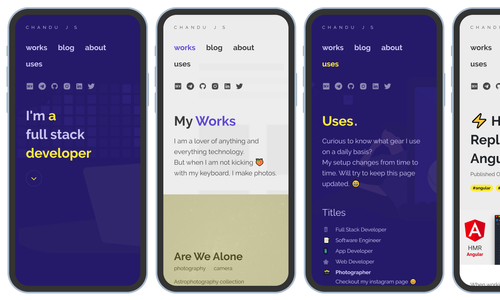 CHANDU J S
works blog about
uses
I'm a
full stack
developer
CHANDU J S
works blog about
uses
My Works
I am a lover of anything and
everything technology.
But when I am not kicking
with my keyboard, I make photos.
Are We Alone
photography camera
Astrophotography collection
CHANDU J S
works blog about
uses
Uses.
Curious to know what gear I use
on a daily basis?
My setup changes from time to
time. Will try to keep this page
updated. 😄
Titles
Full Stack Developer
Software Engineer
App Developer
Web Developer
Photographer
Checkout my instagram page
works
uses
⚡ H
Repl
Angu
Published O
#angular
HMR
Angular